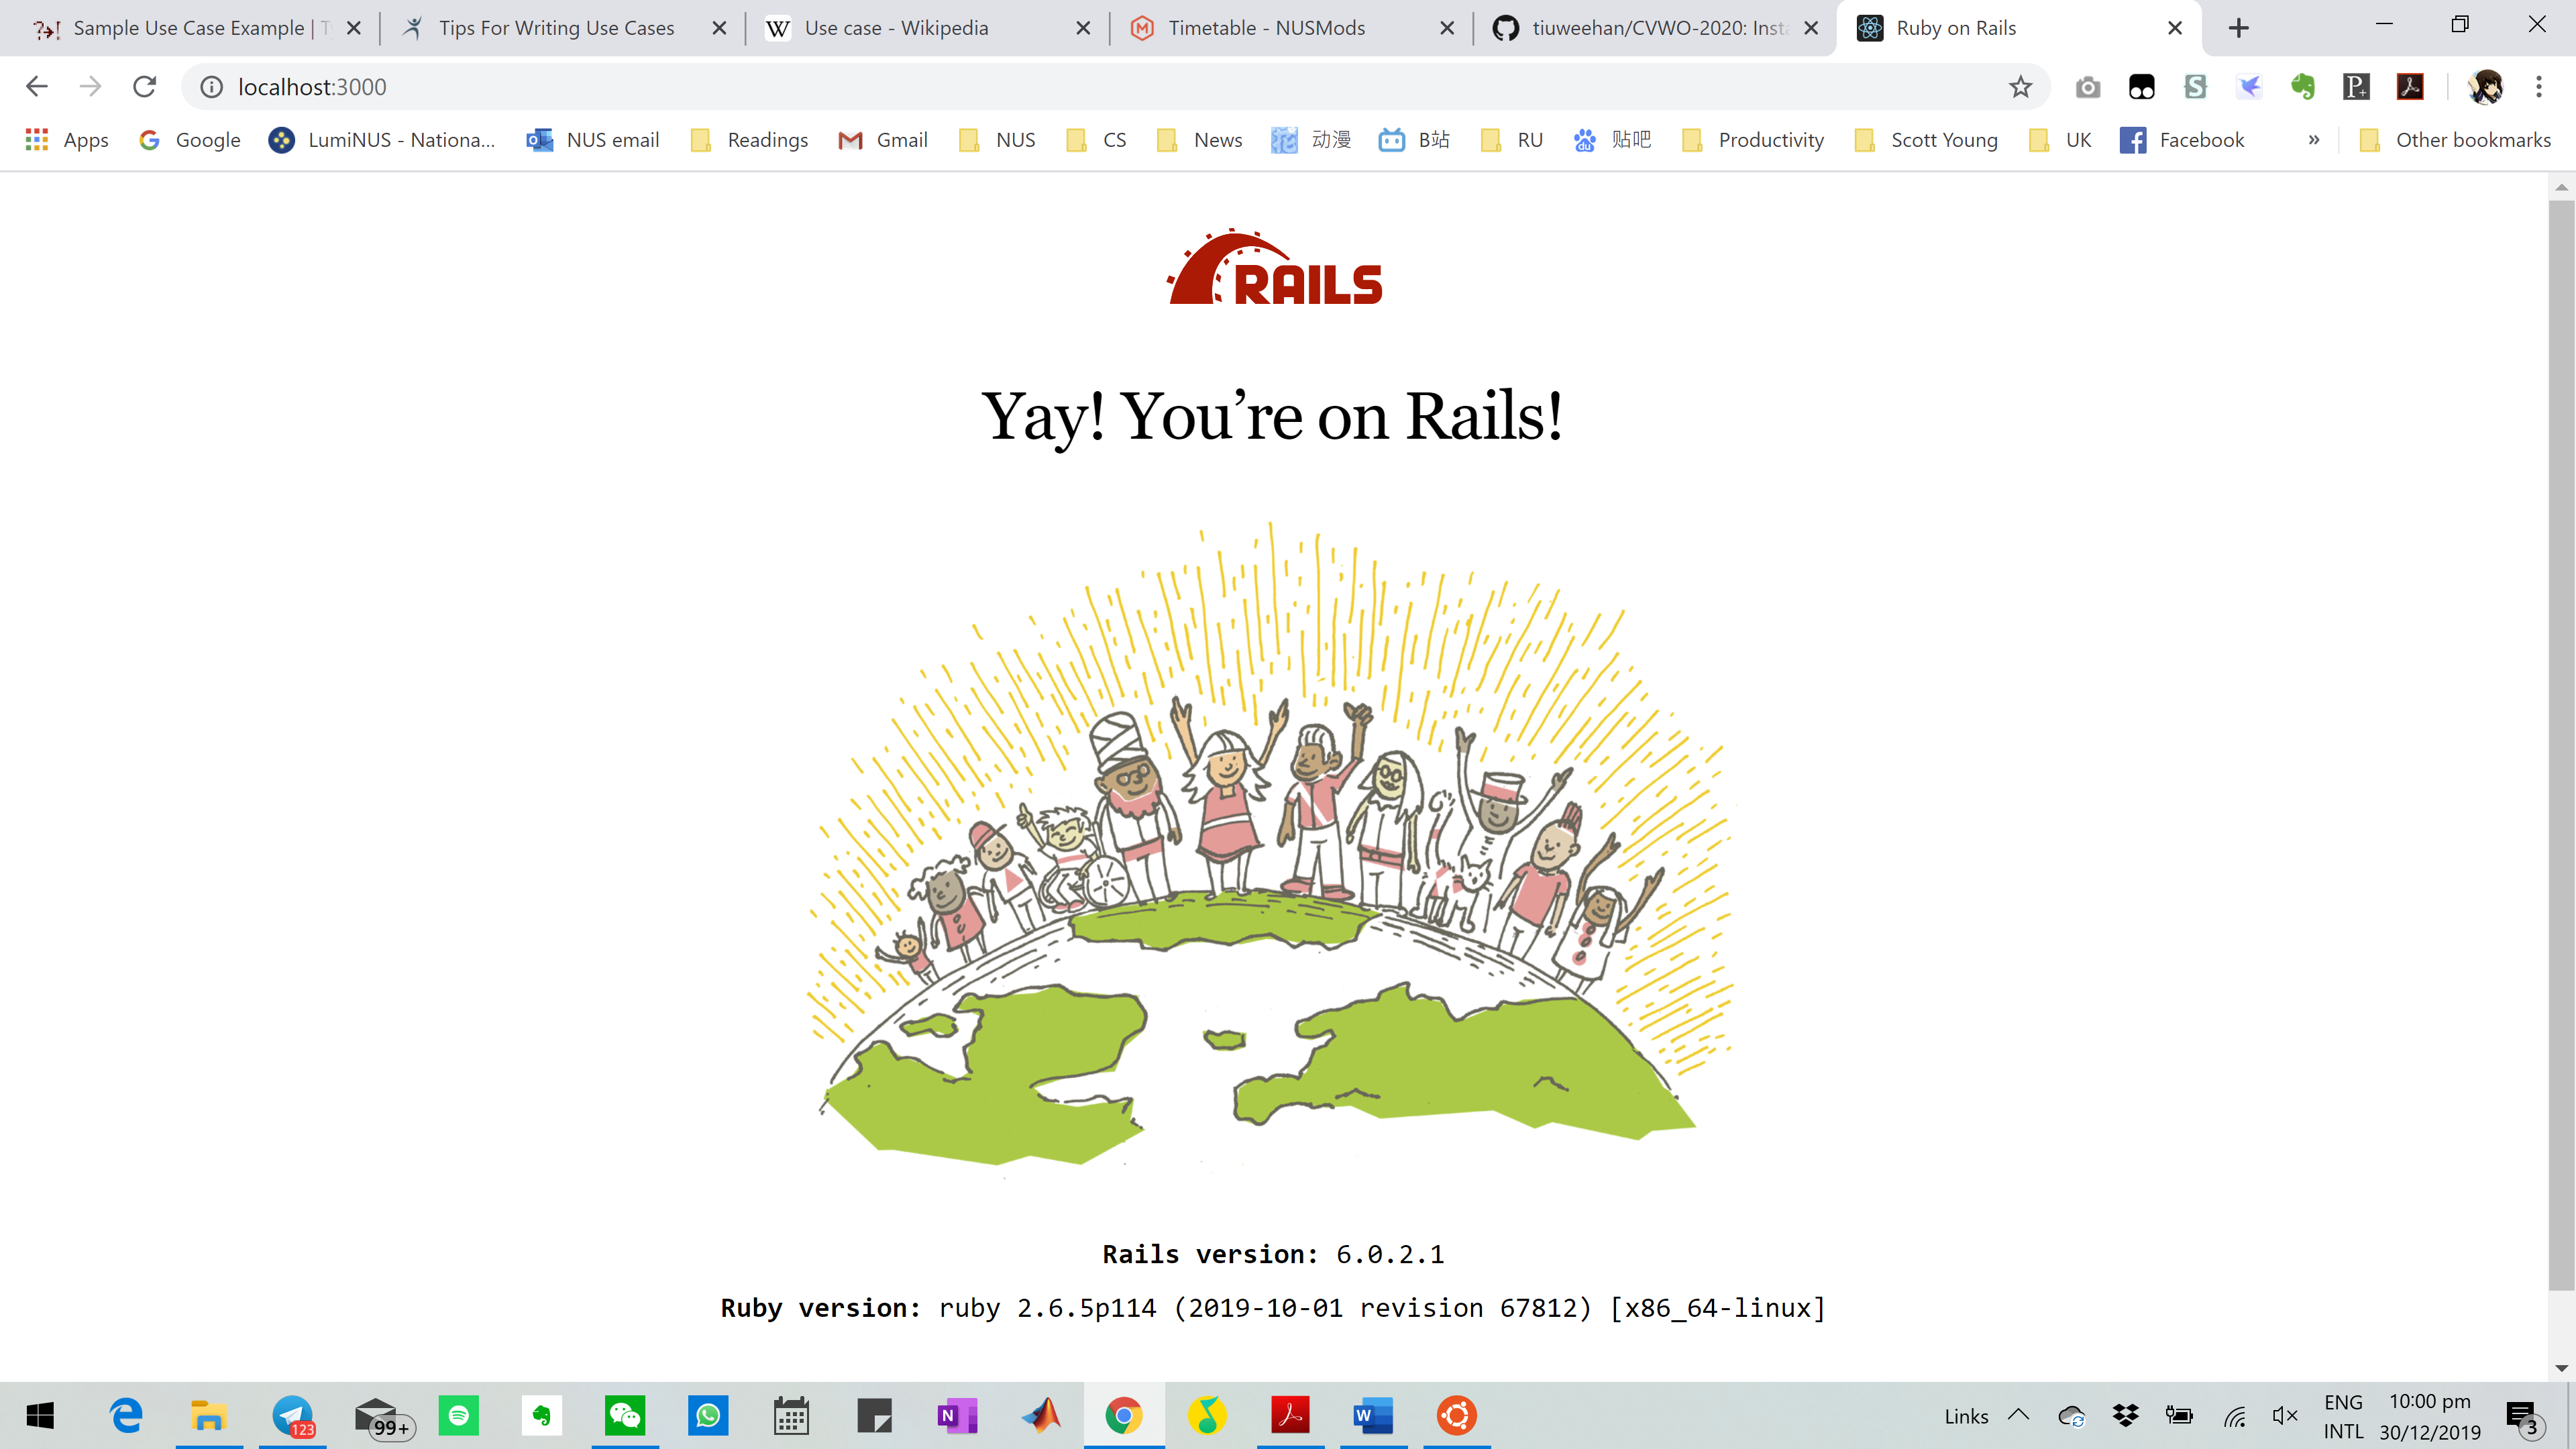 Sample Use Case Example | Ty
Tips For Writing Use Cases
Use case - Wikipedia
Timetable - NUSMods
tiuweehan/CVWO-2020: Insta
Ruby on Rails
localhost:3000
Apps
Google
LumiNUS - Nationa...
NUS email
Readings
Gmail
NUS
CS
News
动漫
B站
RU
贴吧
Productivity
Scott Young
UK
Facebook
»
Other bookmarks
RAILS
Yay! You’re on Rails!
Rails version: 6.0.2.1
Ruby version: ruby 2.6.5p114 (2019-10-01 revision 67812) [x86_64-linux]
123
99+
Links
ENG
INTL
10:00 pm
30/12/2019
3